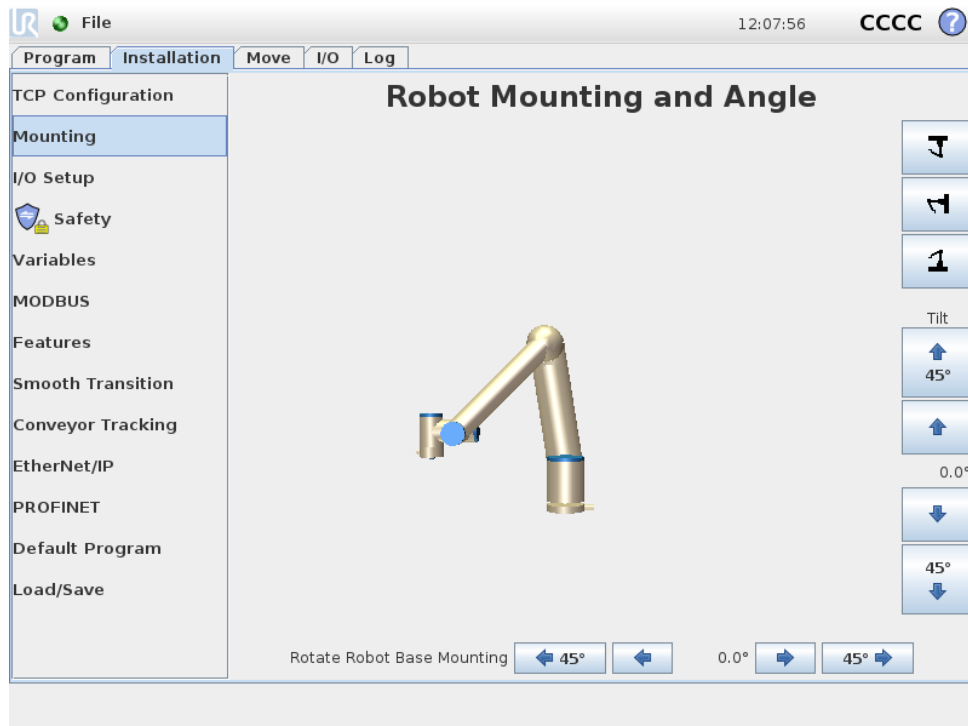 UR File 12:07:56 CCCC ?
Program Installation Move I/O Log
TCP Configuration
Mounting
I/O Setup
Safety
Variables
MODBUS
Features
Smooth Transition
Conveyor Tracking
EtherNet/IP
PROFINET
Default Program
Load/Save
Robot Mounting and Angle
Tilt
45°
0.0°
45°
Rotate Robot Base Mounting 45° 0.0° 45°